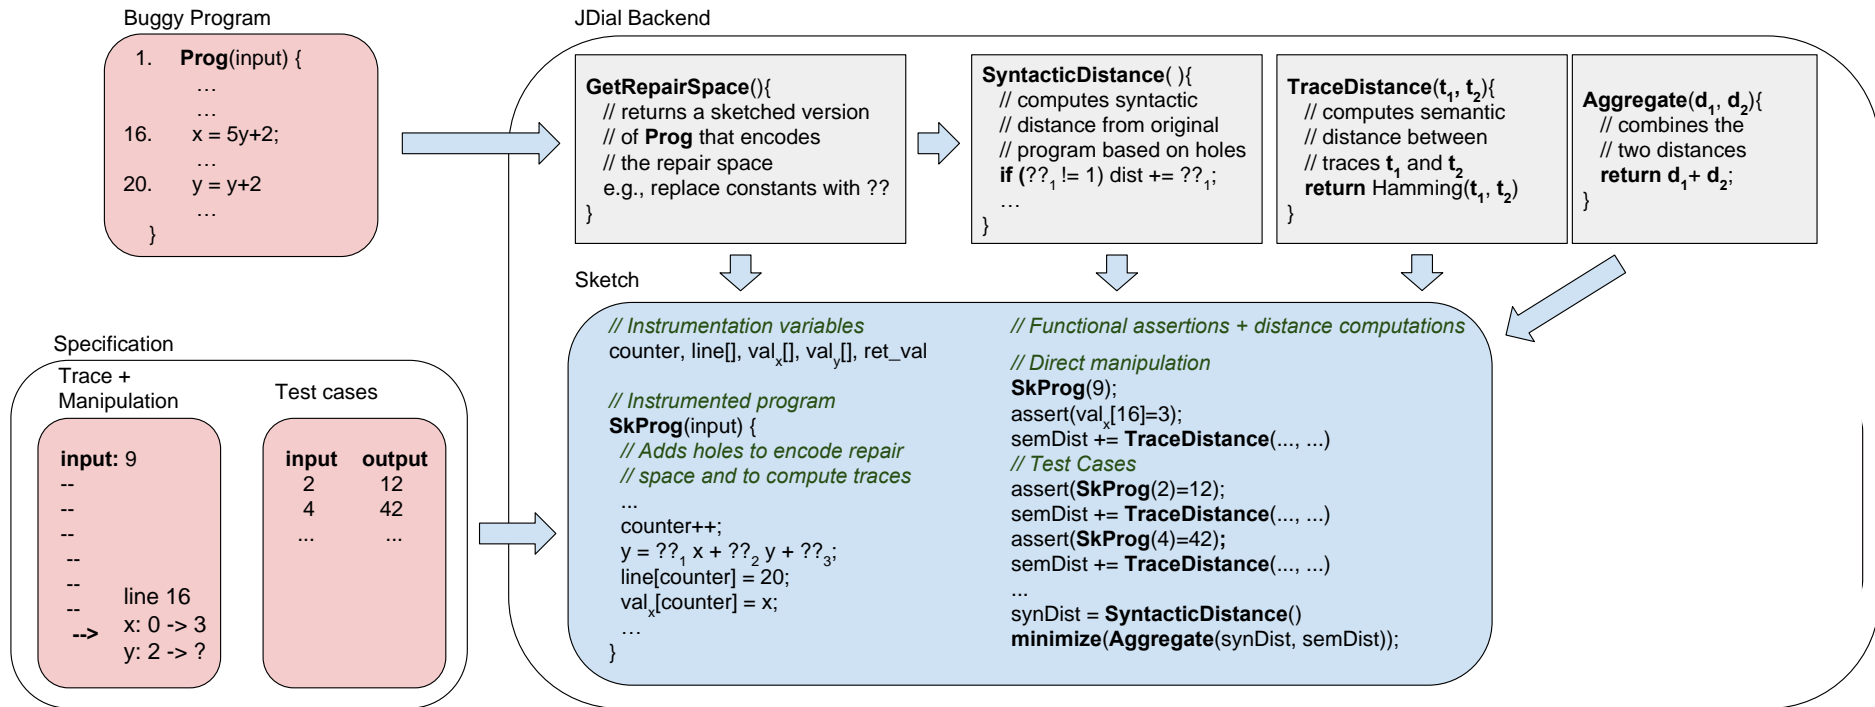 Buggy Program
1. Prog(input) {
…
…
16. x = 5y+2;
…
20. y = y+2
…
}
JDial Backend
GetRepairSpace(){
// returns a sketched version
// of Prog that encodes
// the repair space
e.g., replace constants with ??
}
SyntacticDistance( ){
// computes syntactic
// distance from original
// program based on holes
if (??₁ != 1) dist += ??₁;
…
}
TraceDistance(t₁, t₂){
// computes semantic
// distance between
// traces t₁ and t₂
return Hamming(t₁, t₂)
}
Aggregate(d₁, d₂){
// combines the
// two distances
return d₁+ d₂;
}
Specification
Trace +
Manipulation
input: 9
--
--
--
--
--
--
-->
line 16
x: 0 -> 3
y: 2 -> ?
Test cases
input output
2 12
4 42
... ...
Sketch
// Instrumentation variables
counter, line[], valₓ[], val_y[], ret_val
// Instrumented program
SkProg(input) {
// Adds holes to encode repair
// space and to compute traces
...
counter++;
y = ??₁ x + ??₂ y + ??₃;
line[counter] = 20;
valₓ[counter] = x;
…
}
// Functional assertions + distance computations
// Direct manipulation
SkProg(9);
assert(valₓ[16]=3);
semDist += TraceDistance(..., ...)
// Test Cases
assert(SkProg(2)=12);
semDist += TraceDistance(..., ...)
assert(SkProg(4)=42);
semDist += TraceDistance(..., ...)
...
synDist = SyntacticDistance()
minimize(Aggregate(synDist, semDist));